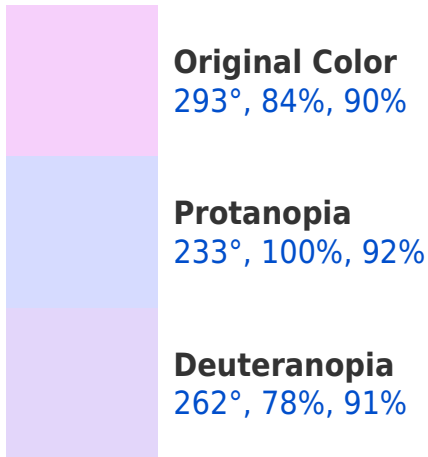 Original Color
293°, 84%, 90%
Protanopia
233°, 100%, 92%
Deuteranopia
262°, 78%, 91%